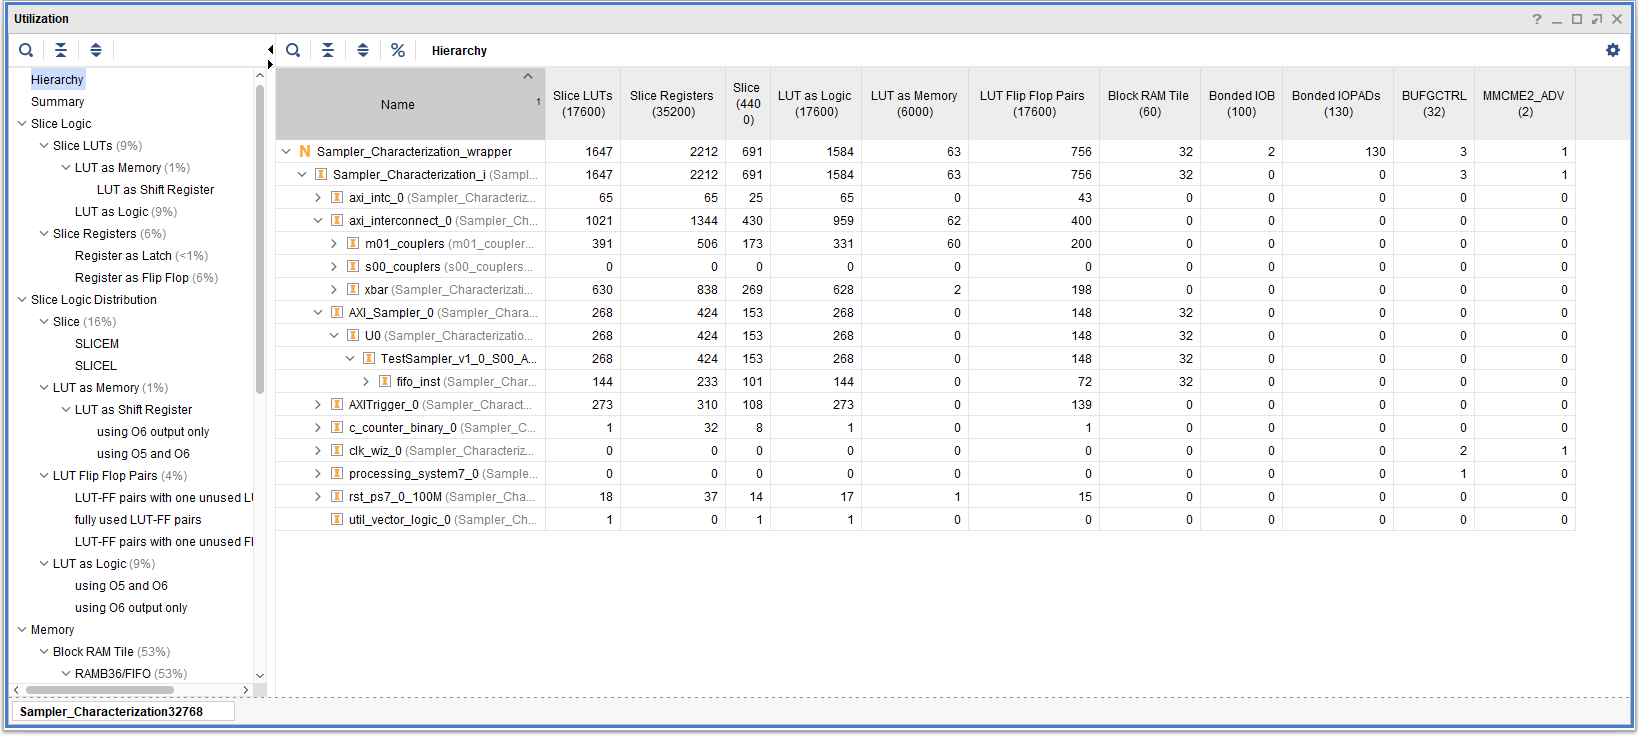 Utilization
Hierarchy
Hierarchy
Summary
Slice Logic
Slice LUTs (9%)
LUT as Memory (1%)
LUT as Shift Register
LUT as Logic (9%)
Slice Registers (6%)
Register as Latch (<1%)
Register as Flip Flop (6%)
Slice Logic Distribution
Slice (16%)
SLICEM
SLICEL
LUT as Memory (1%)
LUT as Shift Register
using O6 output only
using O5 and O6
LUT Flip Flop Pairs (4%)
LUT-FF pairs with one unused LU
fully used LUT-FF pairs
LUT-FF pairs with one unused Fl
LUT as Logic (9%)
using O5 and O6
using O6 output only
Memory
Block RAM Tile (53%)
RAMB36/FIFO (53%)
Name 1 Slice LUTs (17600) Slice Registers (35200) Slice (4400) LUT as Logic (17600) LUT as Memory (6000) LUT Flip Flop Pairs (17600) Block RAM Tile (60) Bonded IOB (100) Bonded IOPADs (130) BUFGCTRL (32) MMCME2_ADV (2)
N Sampler_Characterization_wrapper 1647 2212 691 1584 63 756 32 2 130 3 1
Sampler_Characterization_i (Sampl... 1647 2212 691 1584 63 756 32 0 0 3 1
axi_intc_0 (Sampler_Characteriz... 65 65 25 65 0 43 0 0 0 0 0
axi_interconnect_0 (Sampler_Ch... 1021 1344 430 959 62 400 0 0 0 0 0
m01_couplers (m01_coupler... 391 506 173 331 60 200 0 0 0 0 0
s00_couplers (s00_couplers... 0 0 0 0 0 0 0 0 0 0 0
xbar (Sampler_Characterizati... 630 838 269 628 2 198 0 0 0 0 0
AXI_Sampler_0 (Sampler_Chara... 268 424 153 268 0 148 32 0 0 0 0
U0 (Sampler_Characterizatio... 268 424 153 268 0 148 32 0 0 0 0
TestSampler_v1_0_S00_A... 268 424 153 268 0 148 32 0 0 0 0
fifo_inst (Sampler_Char... 144 233 101 144 0 72 32 0 0 0 0
AXITrigger_0 (Sampler_Charact... 273 310 108 273 0 139 0 0 0 0 0
c_counter_binary_0 (Sampler_C... 1 32 8 1 0 1 0 0 0 0 0
clk_wiz_0 (Sampler_Characteriz... 0 0 0 0 0 0 0 0 0 2 1
processing_system7_0 (Sample... 0 0 0 0 0 0 0 0 0 1 0
rst_ps7_0_100M (Sampler_Cha... 18 37 14 17 1 15 0 0 0 0 0
util_vector_logic_0 (Sampler_Ch... 1 0 1 1 0 0 0 0 0 0 0
Sampler_Characterization32768